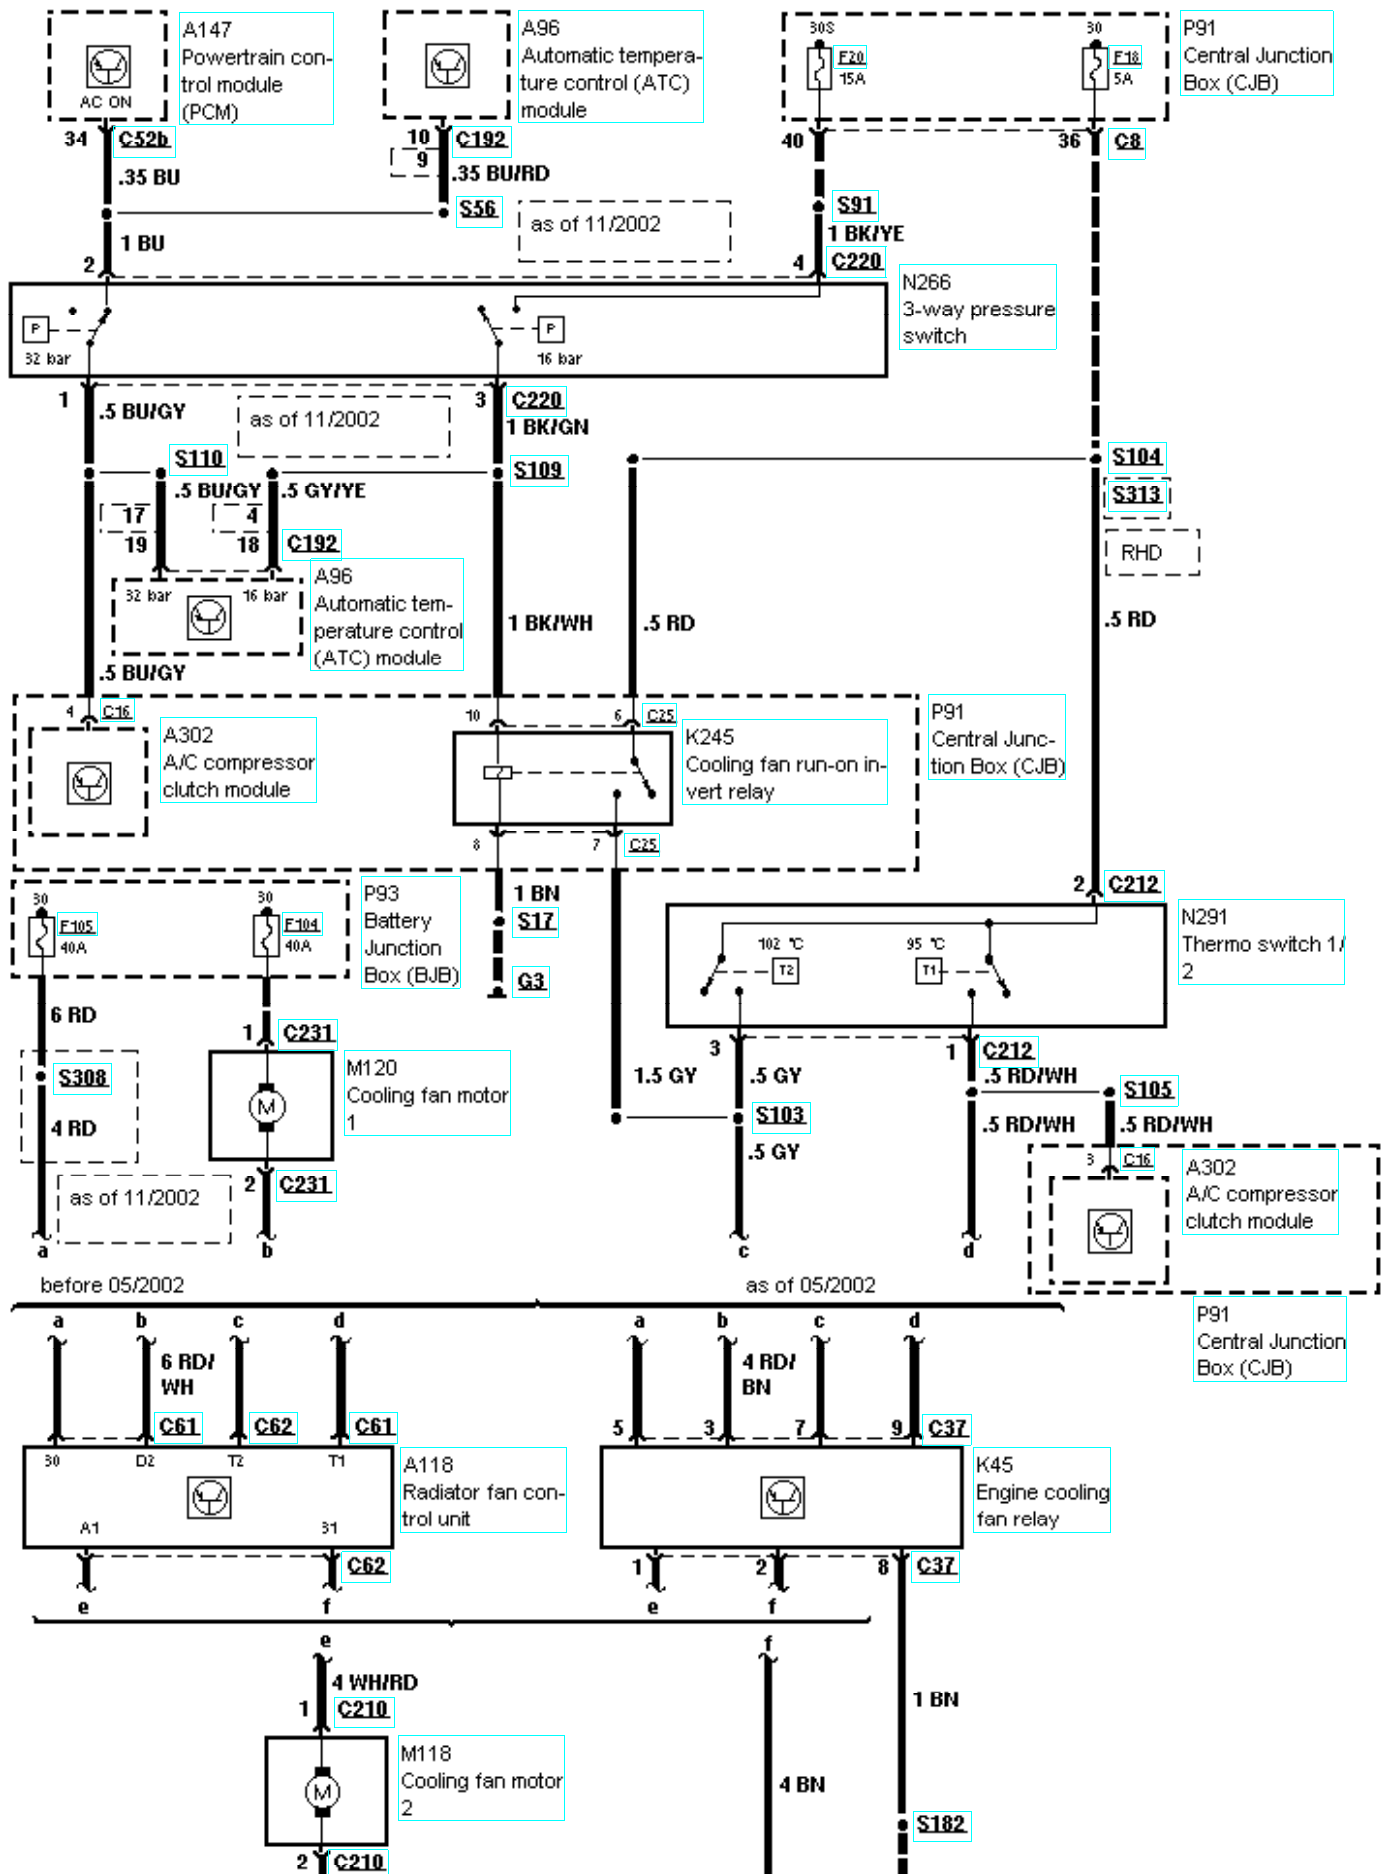 A147
Powertrain con-
trol module
(PCM)
AC ON
34
C52b
.35 BU
1 BU
2
A96
Automatic tempera-
ture control (ATC)
module
10
C192
9
.35 BU/RD
S56
as of 11/2002
30S
F20
15A
30
F18
5A
P91
Central Junction
Box (CJB)
40
36
C8
S91
1 BK/YE
4
C220
N266
3-way pressure
switch
P
32 bar
P
16 bar
1
.5 BU/GY
as of 11/2002
3
C220
1 BK/GN
S110
S109
S104
S313
RHD
.5 BU/GY
.5 GY/YE
17
4
19
18
C192
32 bar
16 bar
A96
Automatic tem-
perature control
(ATC) module
1 BK/WH
.5 RD
.5 RD
.5 BU/GY
4
C16
A302
A/C compressor
clutch module
10
6
C25
K245
Cooling fan run-on in-
vert relay
8
7
C25
P91
Central Junc-
tion Box (CJB)
30
F105
40A
30
F104
40A
P93
Battery
Junction
Box (BJB)
1 BN
S17
G3
2
C212
N291
Thermo switch 1/
2
102 °C
T2
95 °C
T1
6 RD
1
C231
S308
4 RD
M120
Cooling fan motor
1
M
2
C231
as of 11/2002
a
b
3
1
C212
1.5 GY
.5 GY
.5 RD/WH
S105
S103
.5 RD/WH
.5 RD/WH
.5 GY
3
C16
A302
A/C compressor
clutch module
c
d
P91
Central Junction
Box (CJB)
before 05/2002
as of 05/2002
a
b
c
d
a
b
c
d
6 RD/
WH
4 RD/
BN
C61
C62
C61
5
3
7
9
C37
30
D2
T2
T1
A1
31
A118
Radiator fan con-
trol unit
K45
Engine cooling
fan relay
C62
1
2
8
C37
e
f
e
f
e
f
4 WH/RD
1
C210
1 BN
M
M118
Cooling fan motor
2
4 BN
S182
2
C210